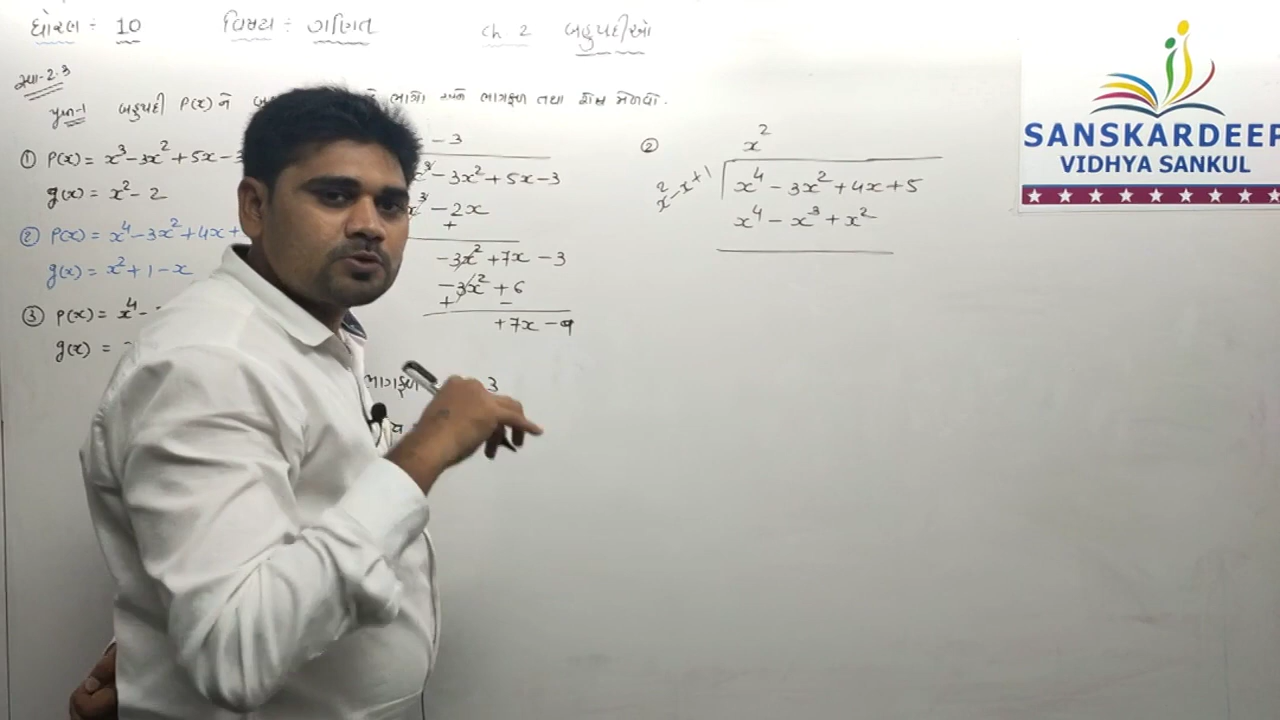 ધોરણ : 10 વિષય : ગણિત Ch. 2 બહુપદીઓ
સ્વા-2.3
પ્રશ્ન-1 બહુપદી P(x) ને ભાગો અને ભાગફળ તથા શેષ મેળવો.
① P(x) = x³ - 3x² + 5x - 3
g(x) = x² - 2
② P(x) = x⁴ - 3x² + 4x +
g(x) = x² + 1 - x
③ P(x) = x⁴ -
g(x) =
- 3
x³ - 3x² + 5x - 3
x³ - 2x
+
-3x² + 7x - 3
-3x² + 6
+ -
+7x - 9
ભાગફળ 3
②
x²
x² - x + 1
x⁴ - 3x² + 4x + 5
x⁴ - x³ + x²
SANSKARDEEP
VIDHYA SANKUL